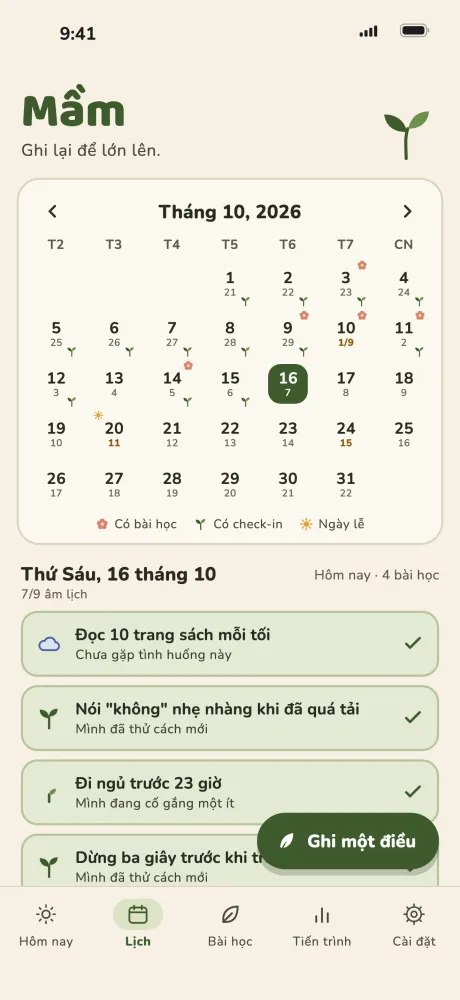 9:41
Mầm
Ghi lại để lớn lên.
Tháng 10, 2026
T2 T3 T4 T5 T6 T7 CN
1 2 3 4
21 22 23 24
5 6 7 8 9 10 11
25 26 27 28 29 1/9 2
12 13 14 15 16 17 18
3 4 5 6 7 8 9
19 20 21 22 23 24 25
10 11 12 13 14 15 16
26 27 28 29 30 31
17 18 19 20 21 22
Có bài học Có check-in Ngày lễ
Thứ Sáu, 16 tháng 10
Hôm nay · 4 bài học
7/9 âm lịch
Đọc 10 trang sách mỗi tối
Chưa gặp tình huống này
Nói "không" nhẹ nhàng khi đã quá tải
Mình đã thử cách mới
Đi ngủ trước 23 giờ
Mình đang cố gắng một ít
Dừng ba giây trước khi
Mình đã thử cách mới
Ghi một điều
Hôm nay Lịch Bài học Tiến trình Cài đặt